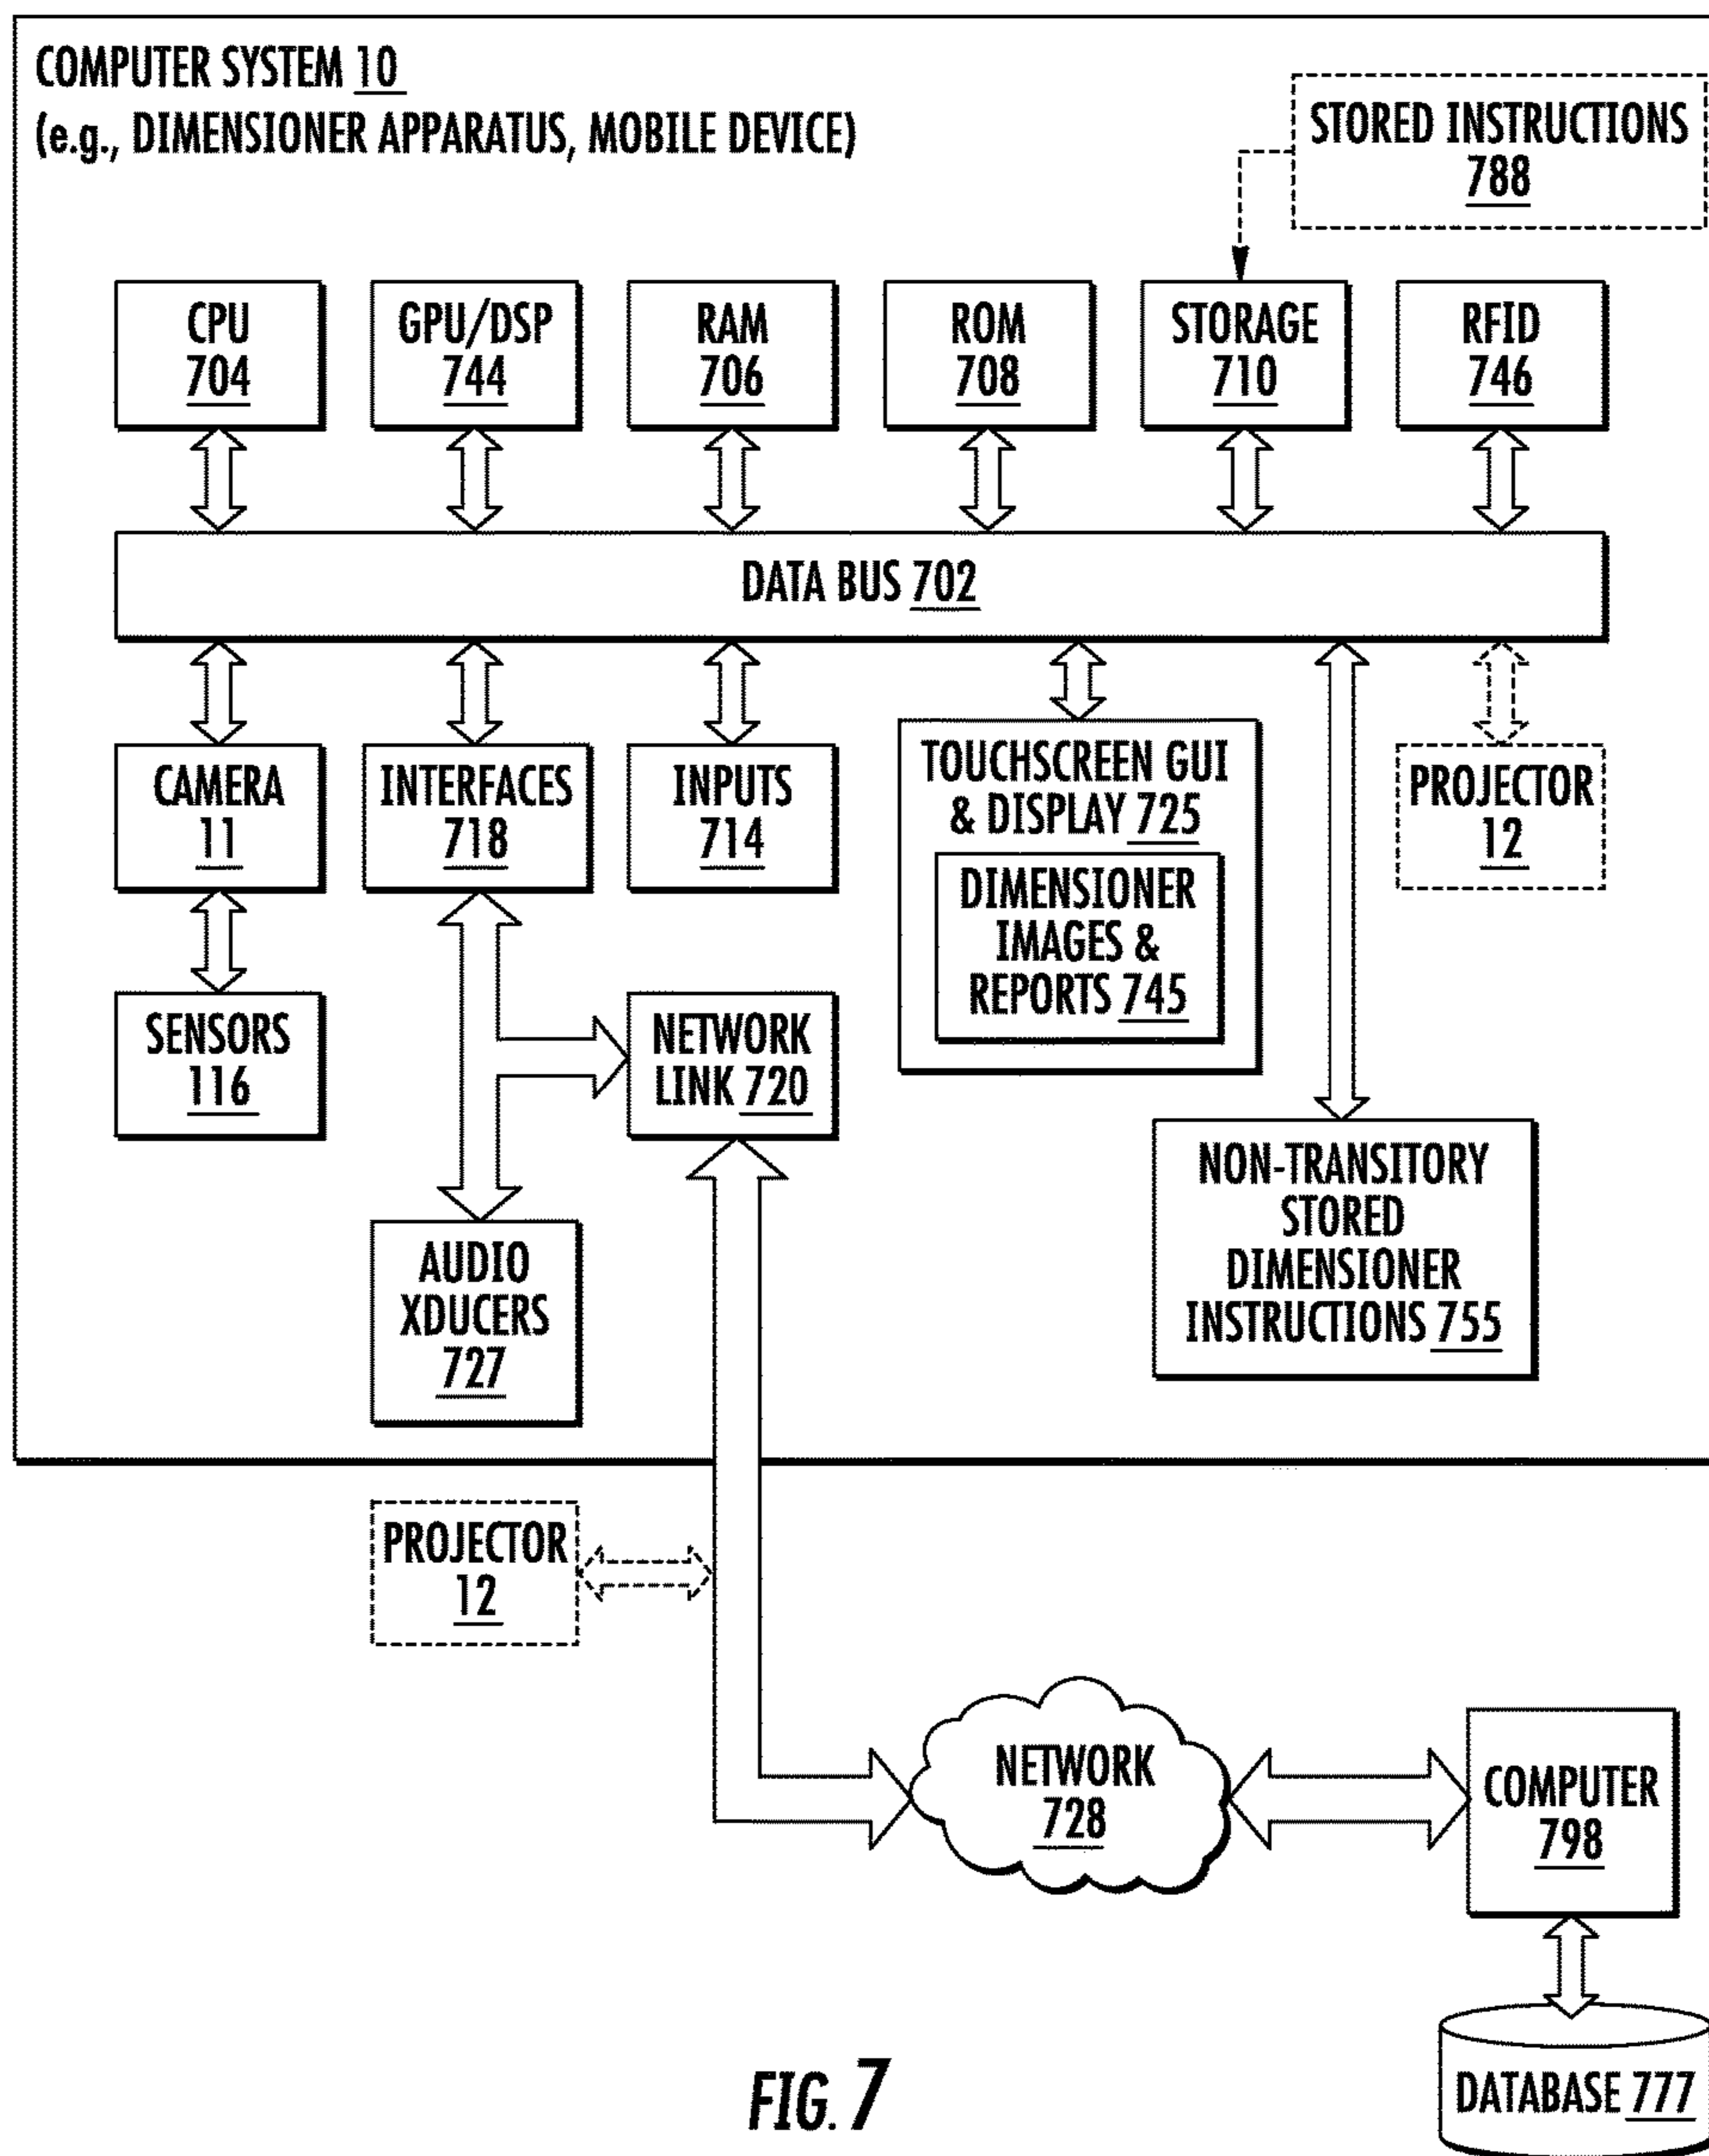 COMPUTER SYSTEM 10
(e.g., DIMENSIONER APPARATUS, MOBILE DEVICE)
STORED INSTRUCTIONS
788
CPU
704
GPU/DSP
744
RAM
706
ROM
708
STORAGE
710
RFID
746
DATA BUS 702
CAMERA
11
INTERFACES
718
INPUTS
714
TOUCHSCREEN GUI
& DISPLAY 725
DIMENSIONER
IMAGES &
REPORTS 745
PROJECTOR
12
SENSORS
116
NETWORK
LINK 720
AUDIO
XDUCERS
727
NON-TRANSITORY
STORED
DIMENSIONER
INSTRUCTIONS 755
PROJECTOR
12
NETWORK
728
COMPUTER
798
DATABASE 777
FIG. 7